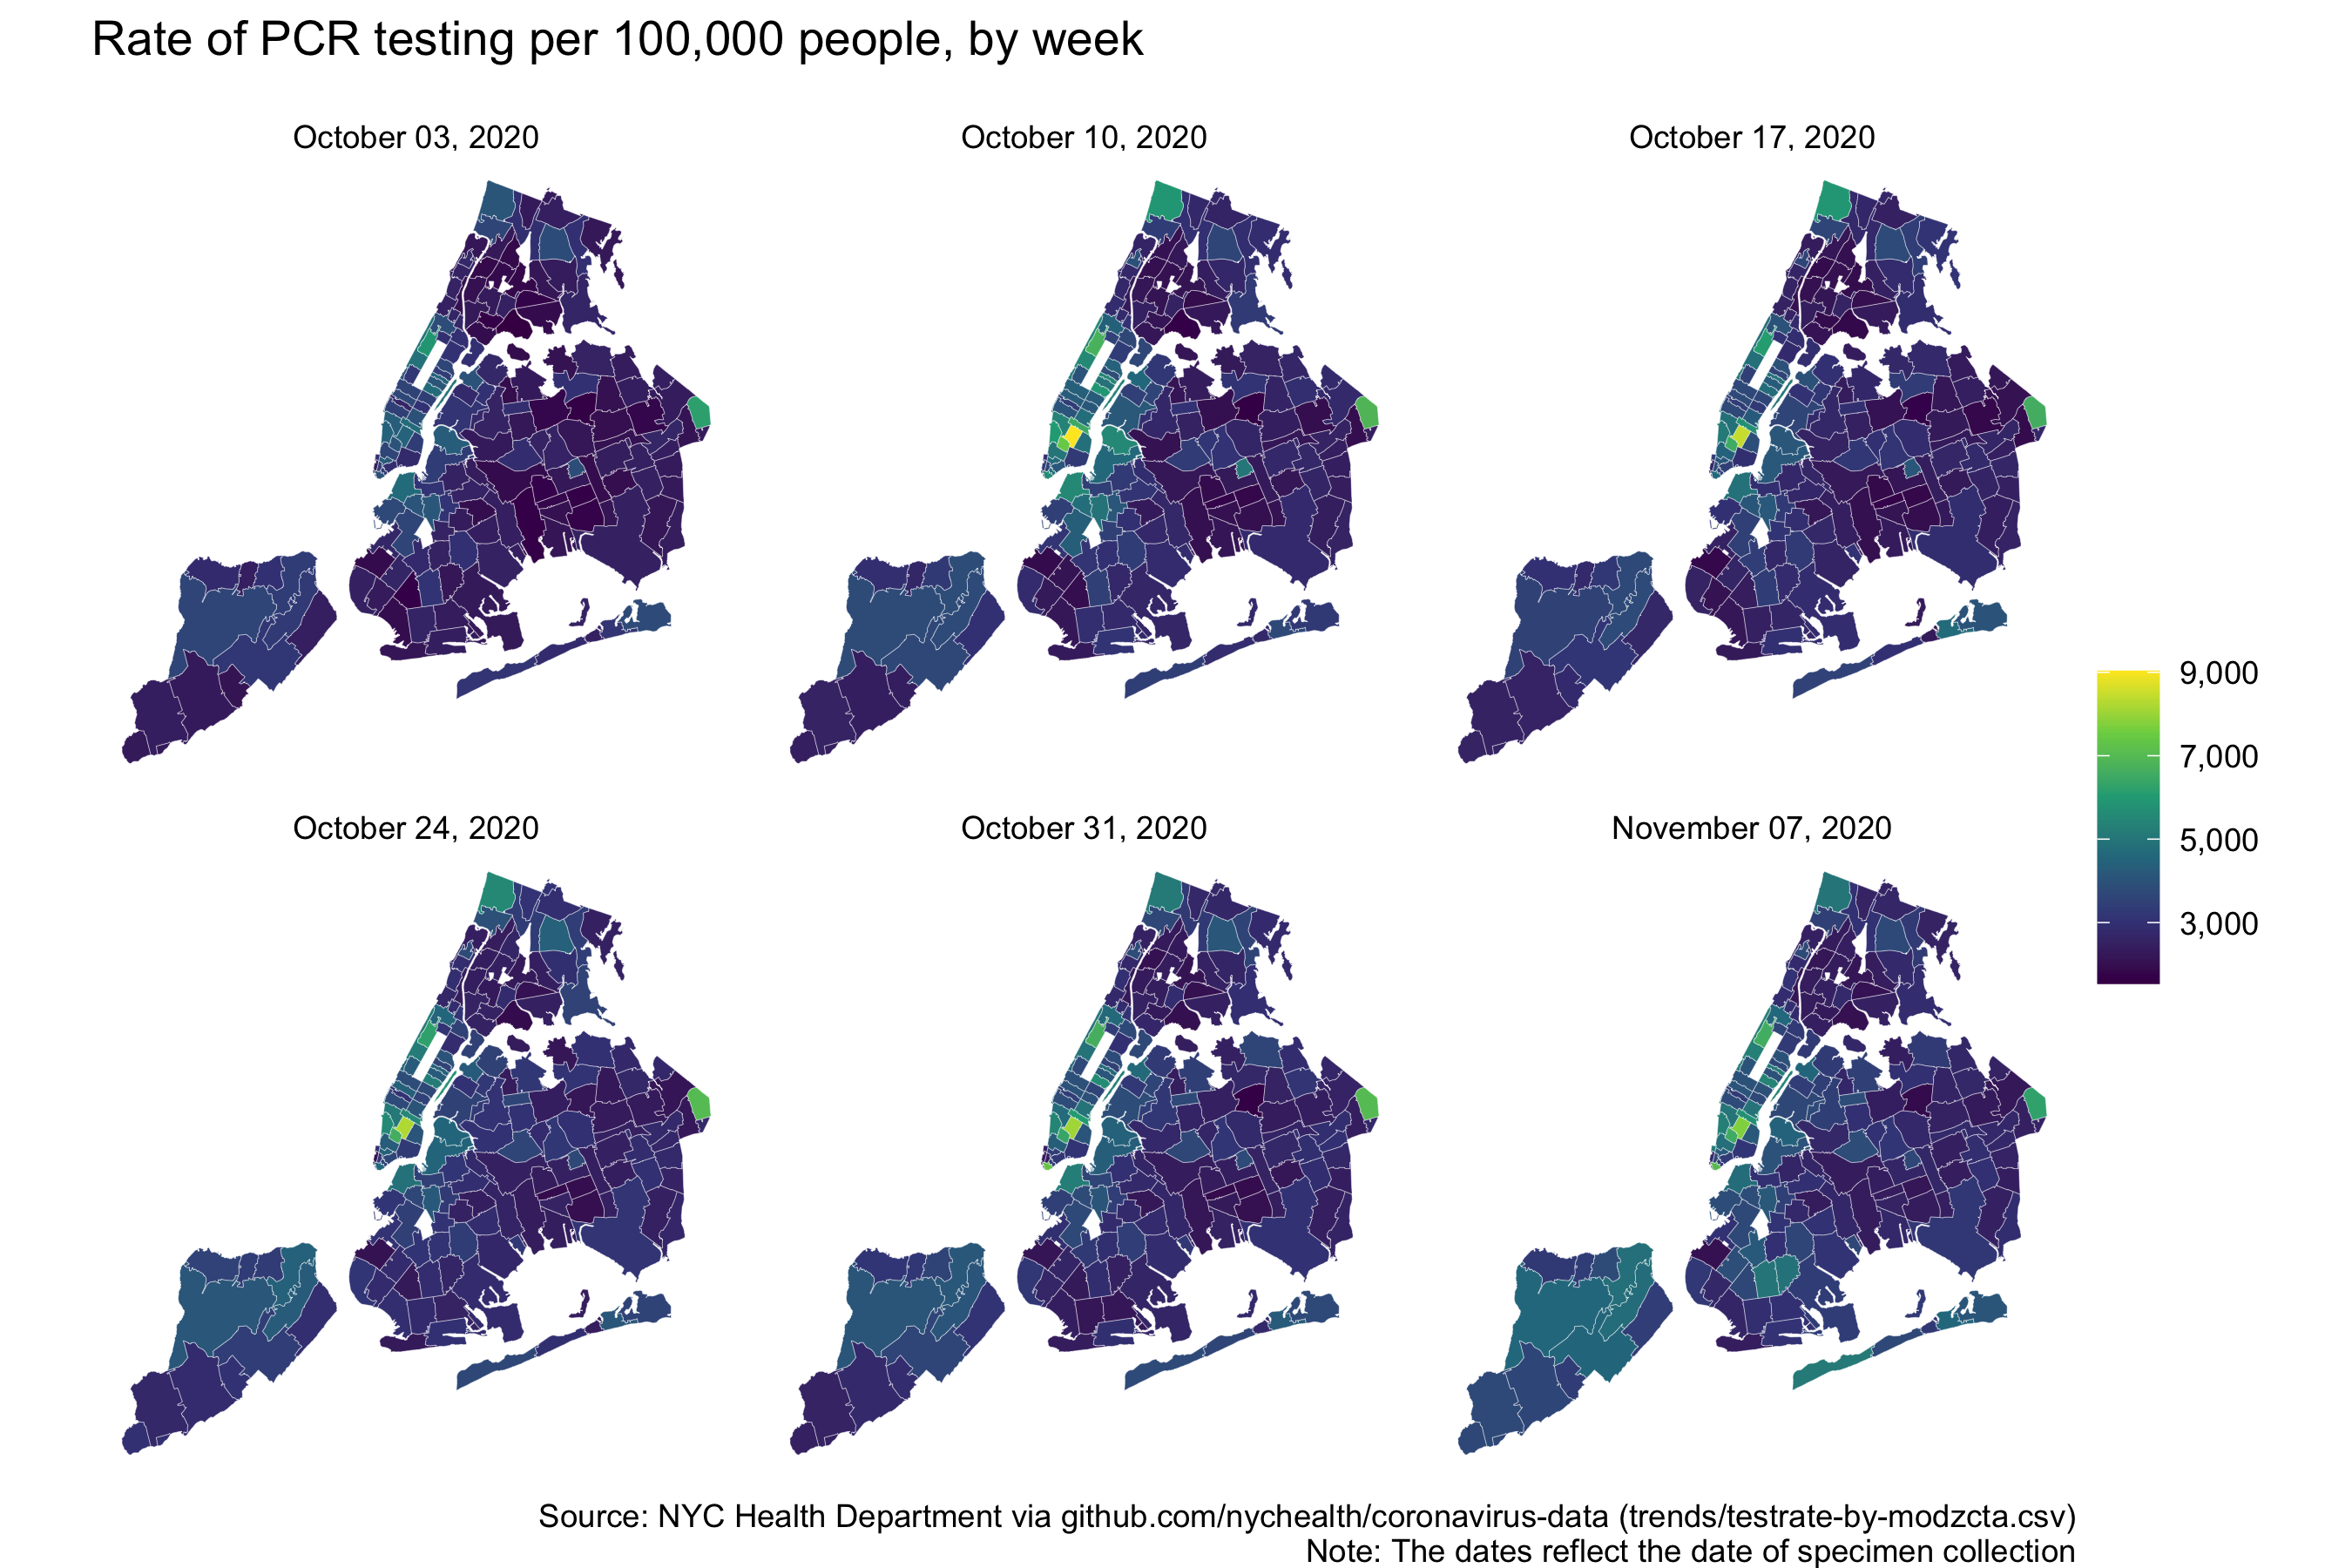 Rate of PCR testing per 100,000 people, by week
October 03, 2020
October 10, 2020
October 17, 2020
October 24, 2020
October 31, 2020
November 07, 2020
9,000
7,000
5,000
3,000
Source: NYC Health Department via github.com/nychealth/coronavirus-data (trends/testrate-by-modzcta.csv)
Note: The dates reflect the date of specimen collection